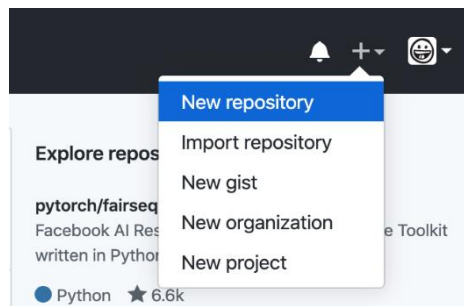 New repository
Import repository
New gist
New organization
New project
Explore repos
pytorch/fairseq
Facebook AI Res e Toolkit
written in Pytho
Python 6.6k